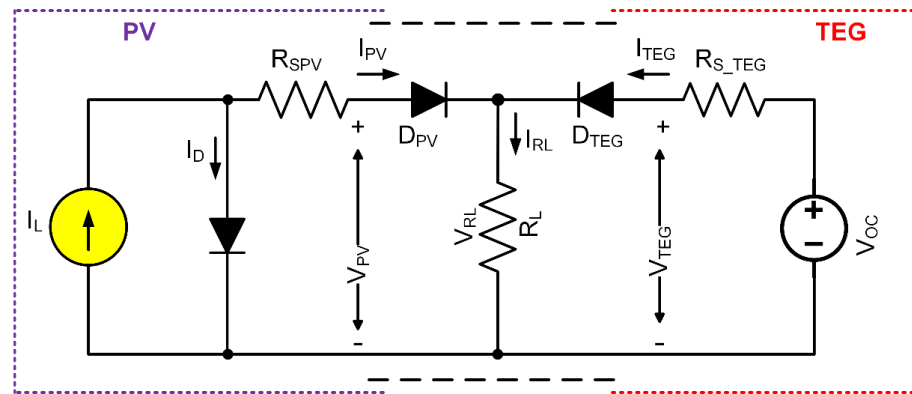 PV
TEG
R_SPV
I_PV
I_TEG
R_S_TEG
I_D
D_PV
I_RL
D_TEG
+
+
I_L
V_PV
V_RL
R_L
V_TEG
+
-
V_OC
-
-